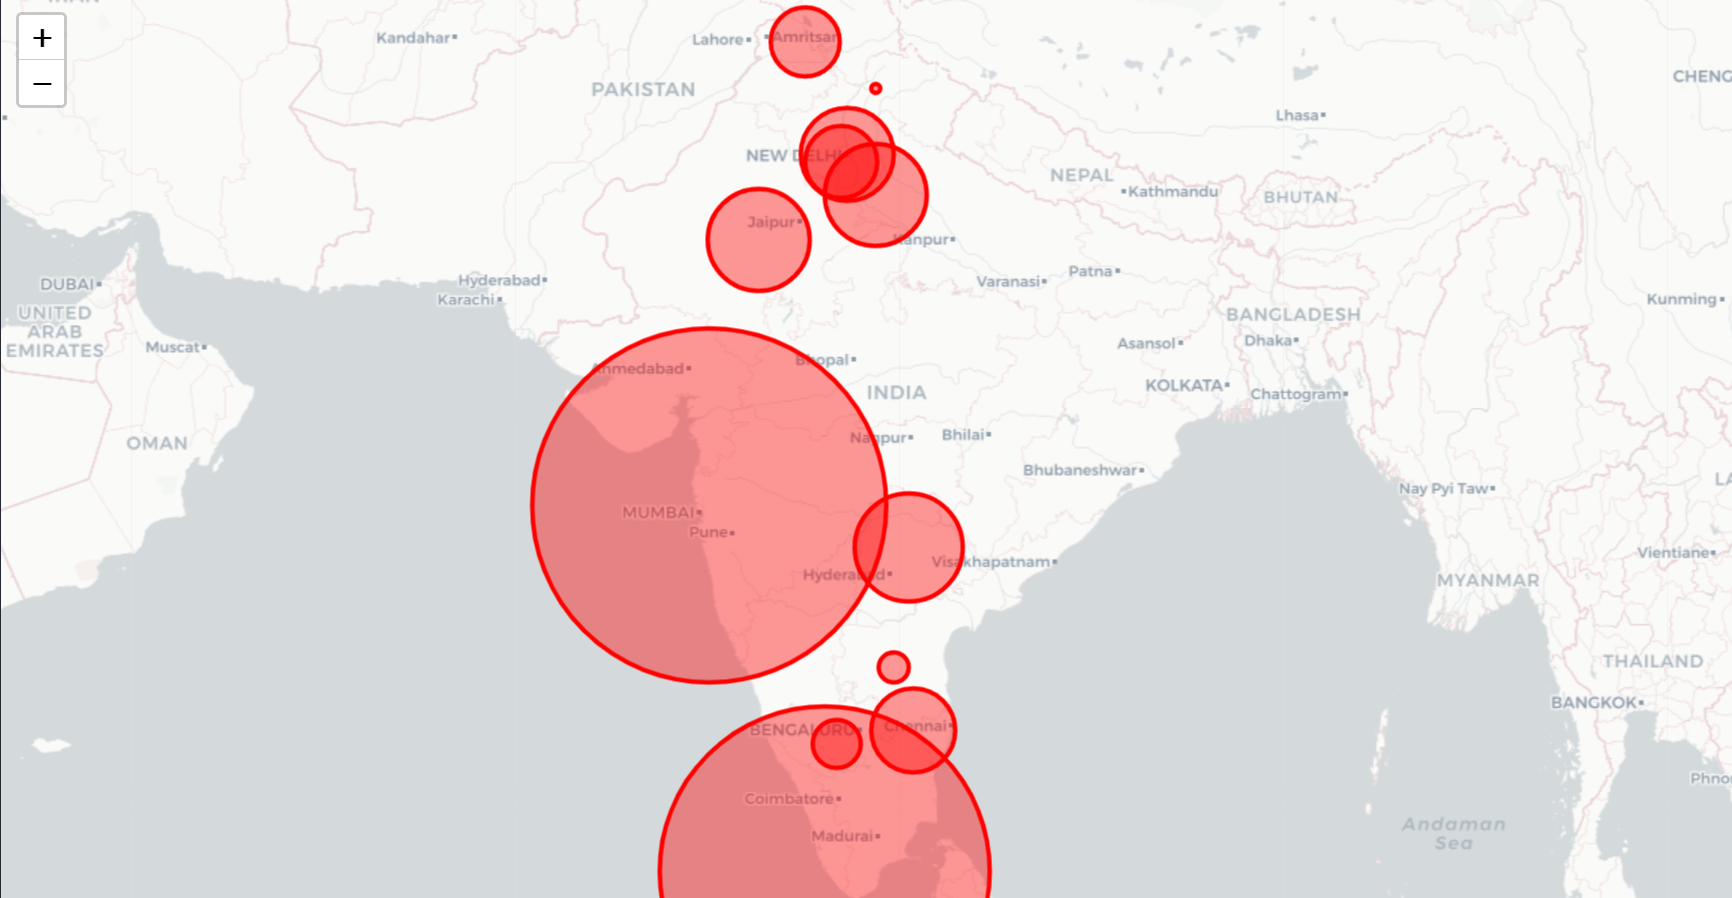 IRAN
+
−
Kandahar
Lahore
Amritsar
CHENG
PAKISTAN
Lhasa
NEW DELHI
NEPAL
Kathmandu
BHUTAN
Jaipur
Kanpur
Patna
Varanasi
Hyderabad
Karachi
DUBAI
UNITED
ARAB
EMIRATES
Muscat
Kunming
BANGLADESH
Dhaka
Asansol
Ahmedabad
Bhopal
INDIA
KOLKATA
Chattogram
OMAN
Nagpur
Bhilai
Bhubaneshwar
LA
Nay Pyi Taw
MUMBAI
Pune
Vientiane
Visakhapatnam
Hyderabad
MYANMAR
THAILAND
BANGKOK
BENGALURU
Chennai
Phno
Coimbatore
Madurai
Andaman
Sea